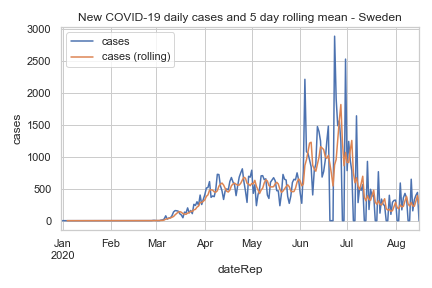 New COVID-19 daily cases and 5 day rolling mean - Sweden
cases
cases (rolling)
3000
2500
2000
1500
1000
500
0
cases
Jan
2020
Feb
Mar
Apr
May
Jun
Jul
Aug
dateRep